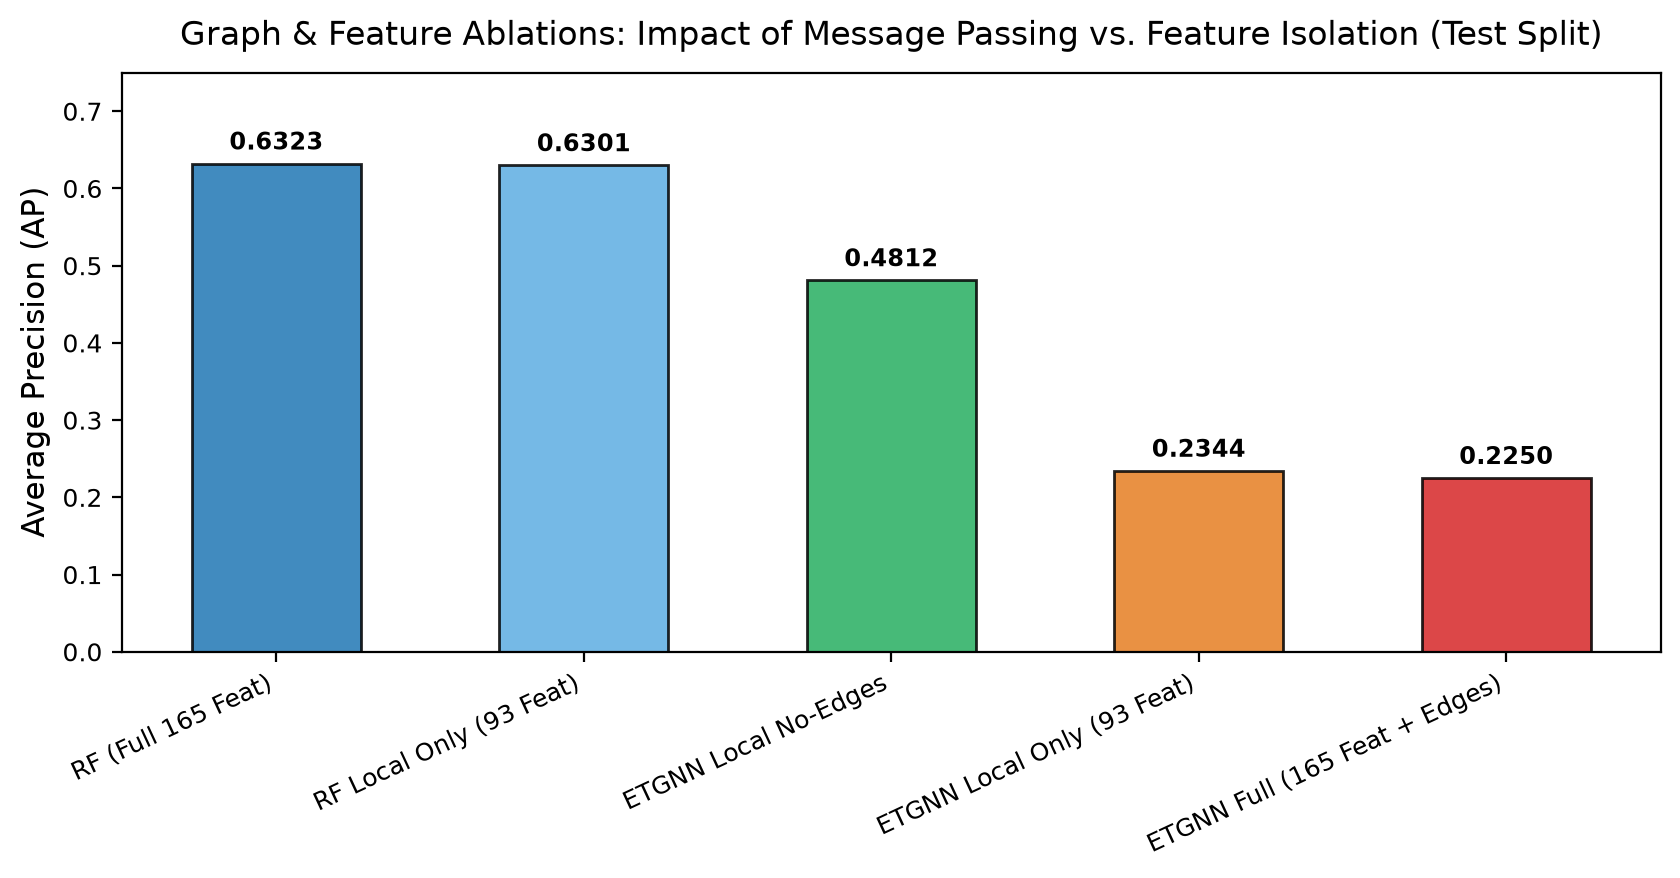 Graph & Feature Ablations: Impact of Message Passing vs. Feature Isolation (Test Split)
Average Precision (AP)
0.7
0.6
0.5
0.4
0.3
0.2
0.1
0.0
0.6323
0.6301
0.4812
0.2344
0.2250
RF (Full 165 Feat)
RF Local Only (93 Feat)
ETGNN Local No-Edges
ETGNN Local Only (93 Feat)
ETGNN Full (165 Feat + Edges)